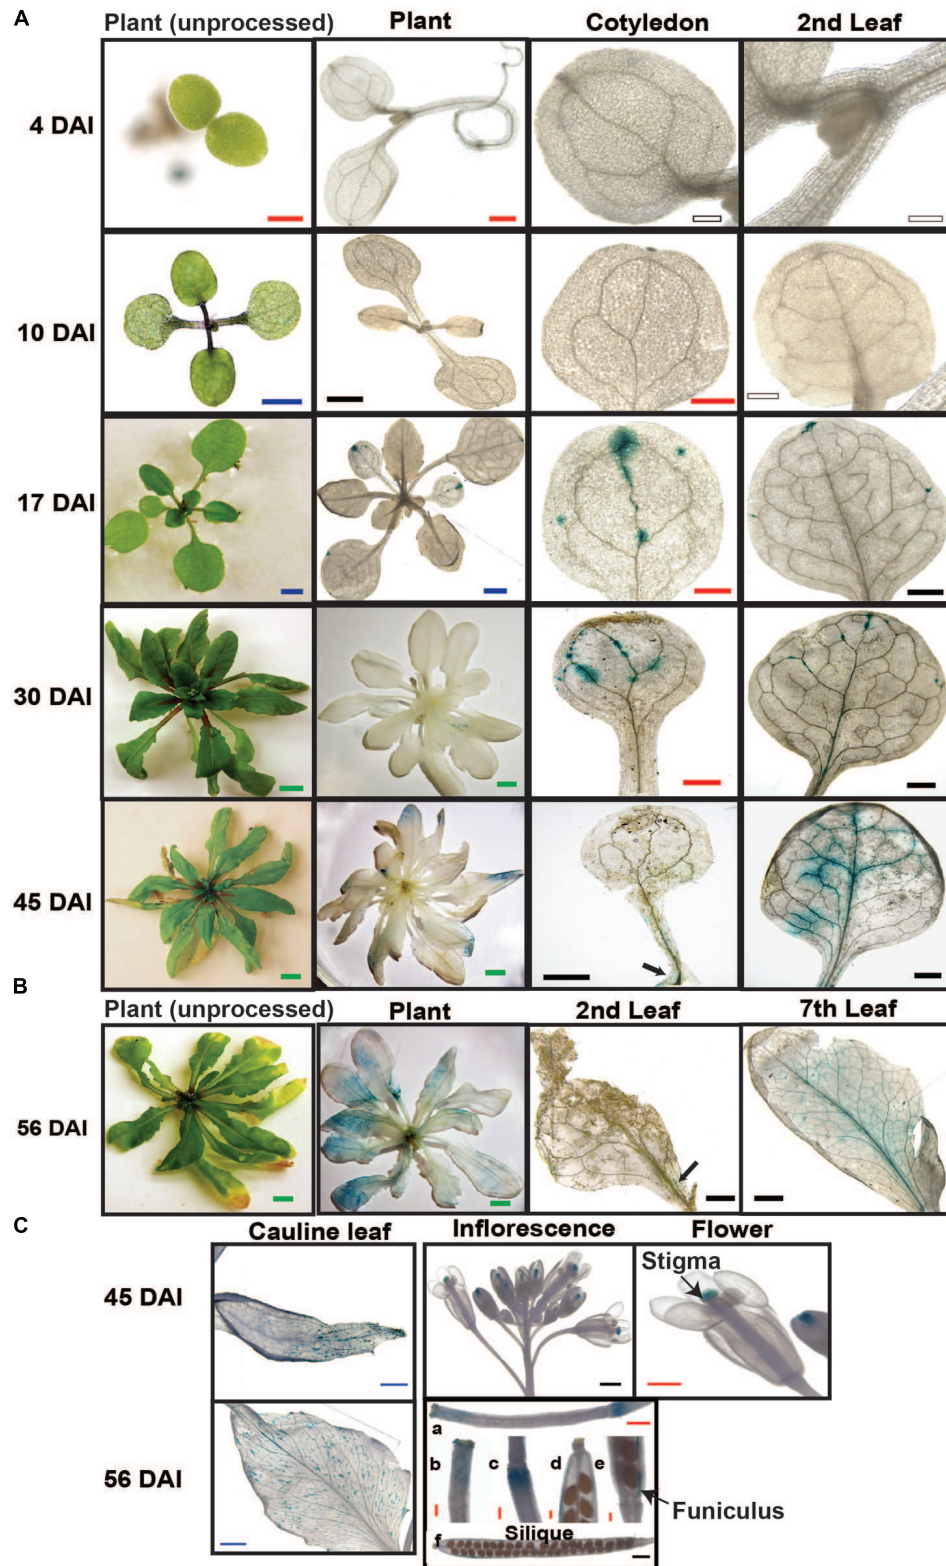 A
Plant (unprocessed) Plant Cotyledon 2nd Leaf
4 DAI
10 DAI
17 DAI
30 DAI
45 DAI
B
Plant (unprocessed) Plant 2nd Leaf 7th Leaf
56 DAI
C
Cauline leaf Inflorescence Flower
45 DAI
Stigma
56 DAI
a
b c d e
Funiculus
Silique
f